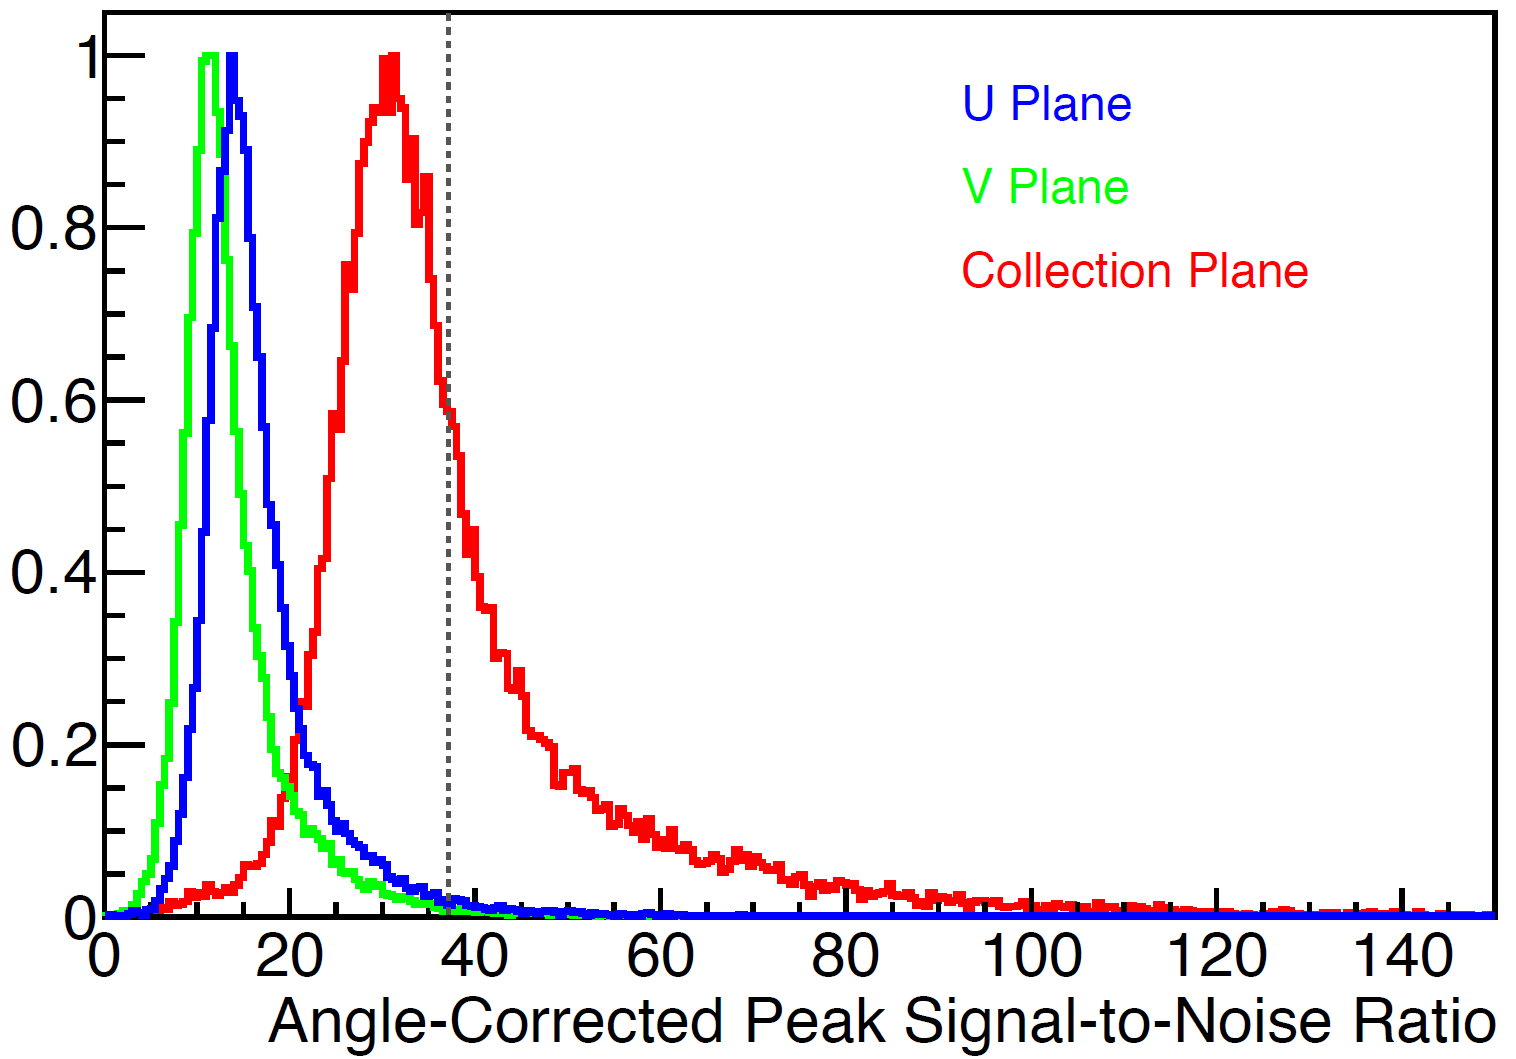 1
0.8
0.6
0.4
0.2
0
U Plane
V Plane
Collection Plane
0 20 40 60 80 100 120 140
Angle-Corrected Peak Signal-to-Noise Ratio